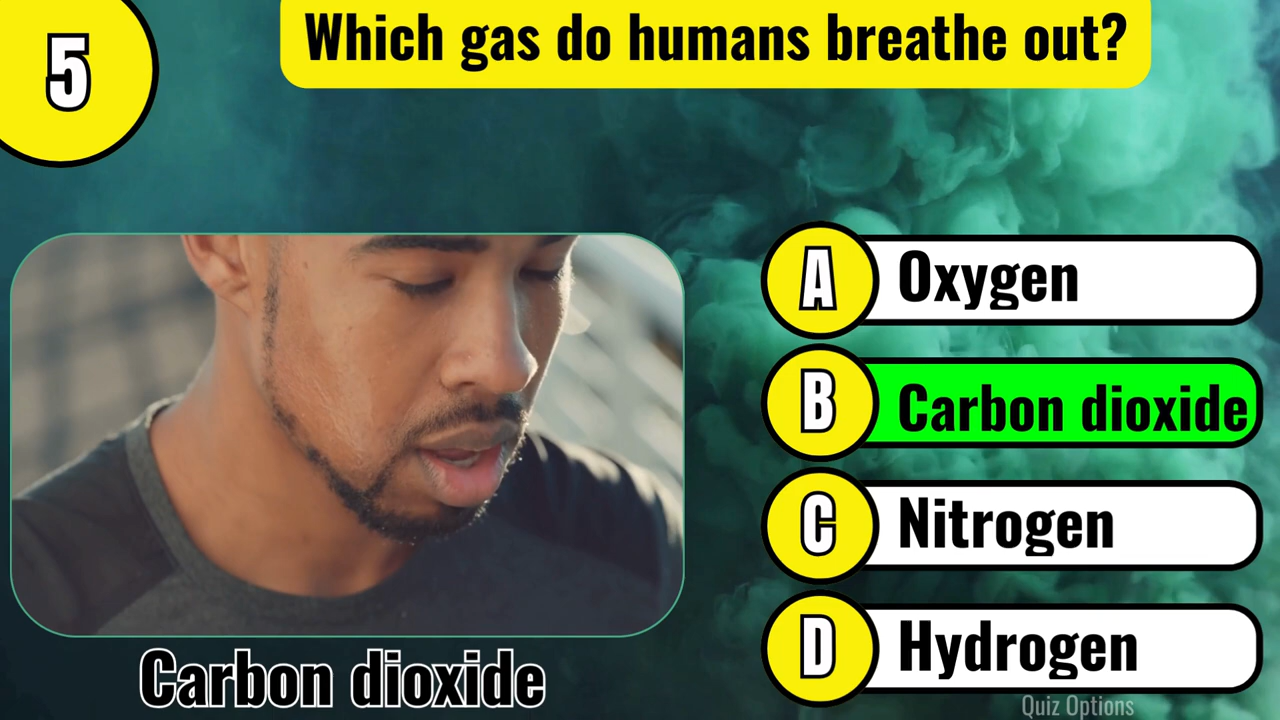 5
Which gas do humans breathe out?
A
Oxygen
B
Carbon dioxide
C
Nitrogen
D
Hydrogen
Carbon dioxide
Quiz Options